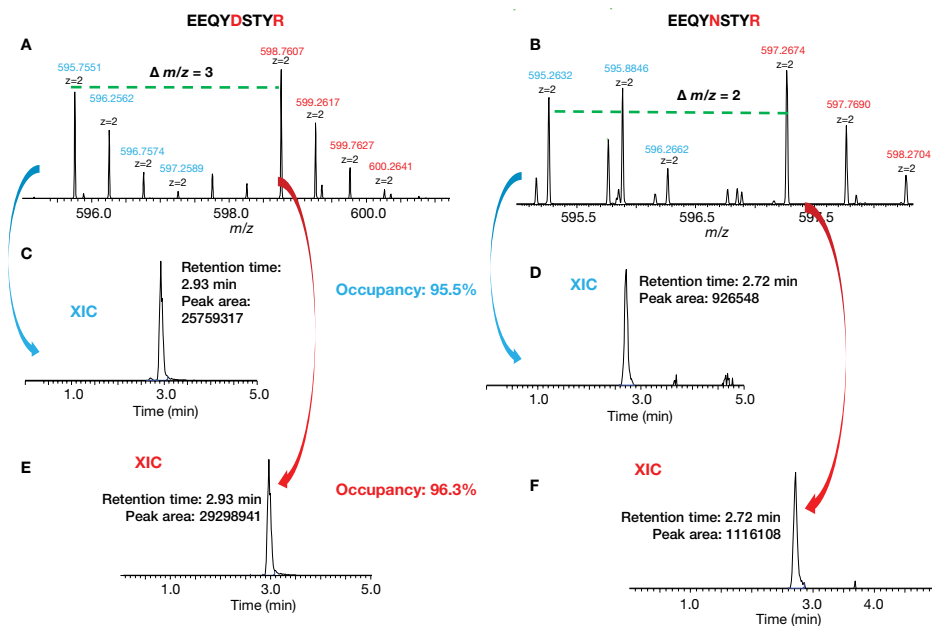 EEQYDSTYR
EEQYNSTYR
A
598.7607
z=2
595.7551
z=2
Δ m/z = 3
596.2562
z=2
599.2617
z=2
596.7574
z=2
597.2589
z=2
599.7627
z=2
600.2641
z=2
596.0
598.0
600.0
m/z
B
597.2674
z=2
595.2632
z=2
595.8846
z=2
Δ m/z = 2
597.7690
z=2
596.2662
z=2
598.2704
z=2
595.5
596.5
597.5
m/z
C
Retention time:
2.93 min
Peak area:
25759317
XIC
1.0
3.0
5.0
Time (min)
Occupancy: 95.5%
D
XIC
Retention time: 2.72 min
Peak area: 926548
1.0
3.0
5.0
Time (min)
E
XIC
Retention time: 2.93 min
Peak area: 29298941
1.0
3.0
5.0
Time (min)
Occupancy: 96.3%
F
XIC
Retention time: 2.72 min
Peak area: 1116108
1.0
3.0
4.0
Time (min)